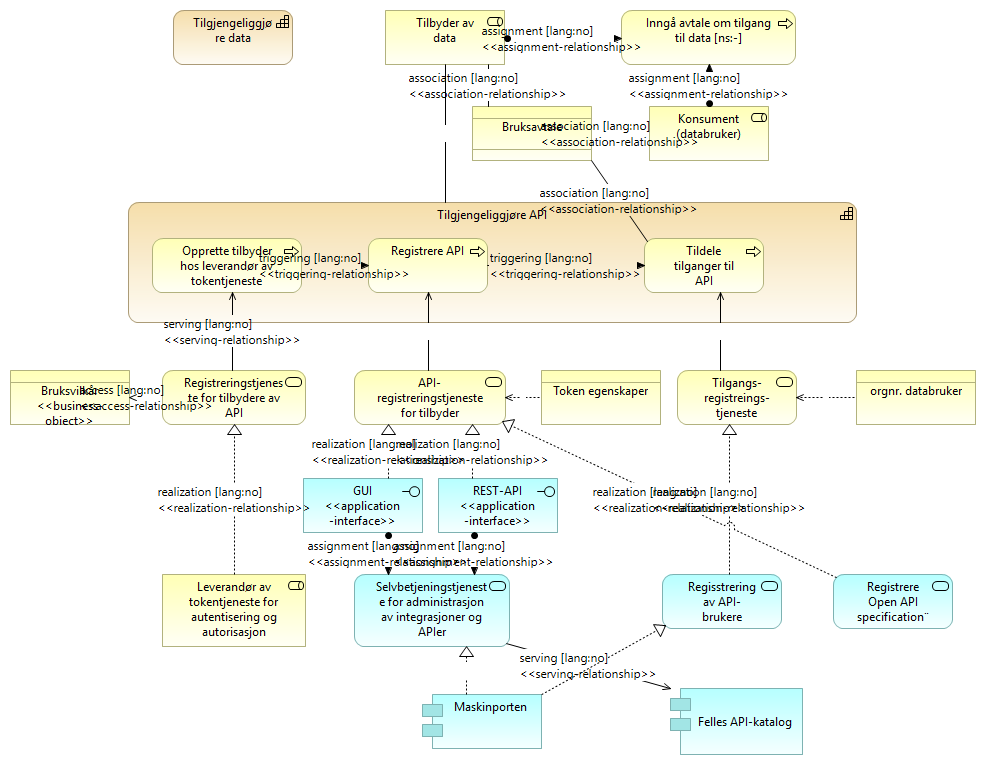 Tilgjengeliggjø
re data
Tilbyder av
data
assignment [lang:no]
<<assignment-relationship>>
Inngå avtale om tilgang
til data [ns:-]
association [lang:no]
<<association-relationship>>
assignment [lang:no]
<<assignment-relationship>>
Bruksavtale
association [lang:no]
<<association-relationship>>
Konsument
(databruker)
association [lang:no]
<<association-relationship>>
Tilgjengeliggjøre API
Opprette tilbyder
hos leverandør av
tokentjeneste
triggering [lang:no]
<<triggering-relationship>>
Registrere API
triggering [lang:no]
<<triggering-relationship>>
Tildele
tilganger til
API
serving [lang:no]
<<serving-relationship>>
Bruksvilkår
<<business-
object>>
access [lang:no]
<<access-relationship>>
Registreringstjenes
te for tilbydere av
API
API-
registreringstjeneste
for tilbyder
Token egenskaper
Tilgangs-
registreings-
tjeneste
orgnr. databruker
realization [lang:no]
<<realization-relationship>>
realization [lang:no]
<<realization-relationship>>
realization [lang:no]
<<realization-relationship>>
GUI
<<application
-interface>>
REST-API
<<application
-interface>>
realization [lang:no]
<<realization-relationship>>
realization [lang:no]
<<realization-relationship>>
assignment [lang:no]
<<assignment-relationship>>
assignment [lang:no]
<<assignment-relationship>>
Leverandør av
tokentjeneste for
autentisering og
autorisasjon
Selvbetjeningstjenest
e for administrasjon
av integrasjoner og
APIer
Regisstrering
av API-
brukere
Registrere
Open API
specification¨
serving [lang:no]
<<serving-relationship>>
Maskinporten
Felles API-katalog